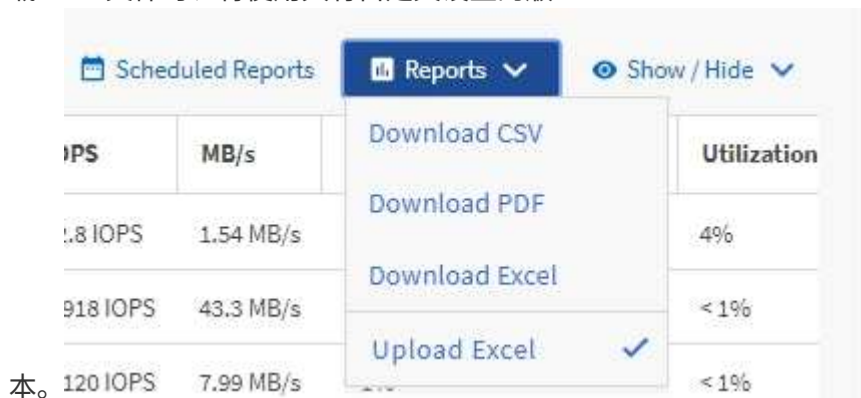 Scheduled Reports Reports Show / Hide
MB/s Utilization
Download CSV
1.54 MB/s 4%
Download PDF
918 IOPS 43.3 MB/s Download Excel <1%
Upload Excel
本。 120 IOPS 7.99 MB/s <1%